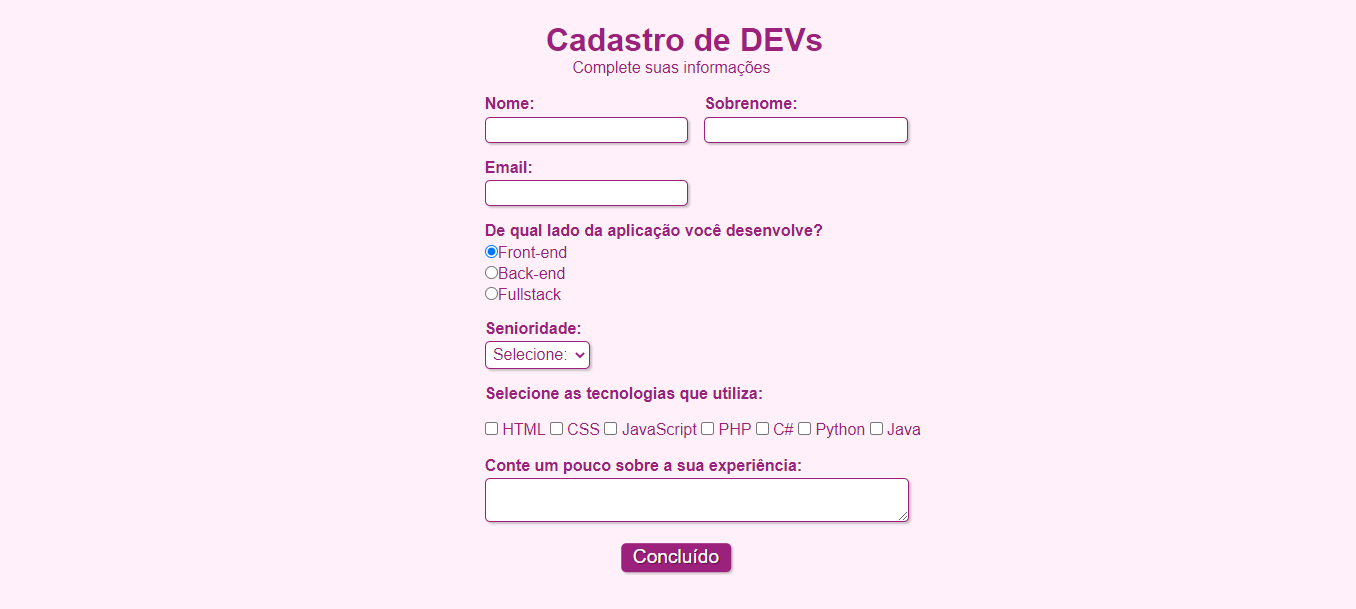 Cadastro de DEVs
Complete suas informações
Nome: Sobrenome:
Email:
De qual lado da aplicação você desenvolve?
Front-end
Back-end
Fullstack
Senioridade:
Selecione:
Selecione as tecnologias que utiliza:
HTML CSS JavaScript PHP C# Python Java
Conte um pouco sobre a sua experiência:
Concluído